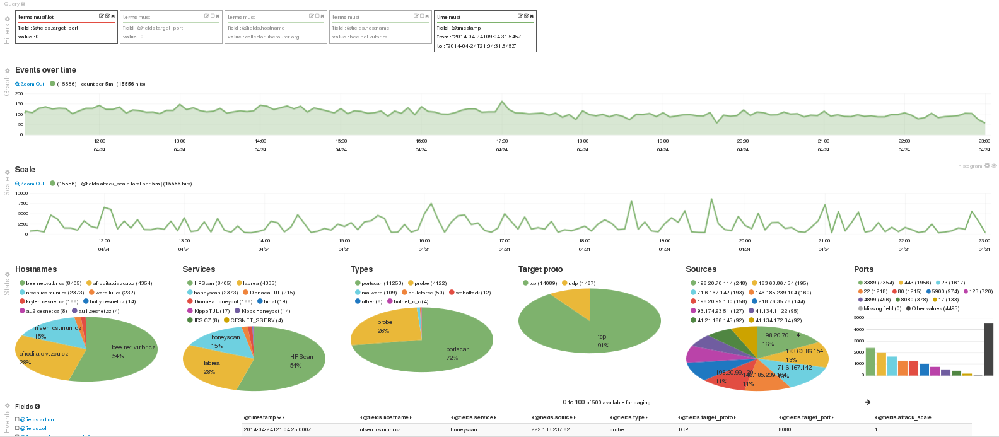 Query
Filters
terms mustNot
field : @fields.target_port
value : 0
terms must
field : @fields.target_port
value : 0
terms must
field : @fields.hostname
value : collector.liberouter.org
terms must
field : @fields.hostname
value : bee.net.vutbr.cz
time must
field : @timestamp
from : "2014-04-24T09:04:31.545Z"
to : "2014-04-24T21:04:31.545Z"
Graph
Events over time
Zoom Out | (15556) count per 5m | (15556 hits)
200
150
100
50
0
12:00 13:00 14:00 15:00 16:00 17:00 18:00 19:00 20:00 21:00 22:00 23:00
04/24 04/24 04/24 04/24 04/24 04/24 04/24 04/24 04/24 04/24 04/24 04/24
Scale
Scale
histogram
Zoom Out | (15556) @fields.attack_scale total per 5m | (15556 hits)
10000
7500
5000
2500
0
12:00 13:00 14:00 15:00 16:00 17:00 18:00 19:00 20:00 21:00 22:00 23:00
04/24 04/24 04/24 04/24 04/24 04/24 04/24 04/24 04/24 04/24 04/24 04/24
Stats
Hostnames
bee.net.vutbr.cz (8405) afrodita.civ.zcu.cz (4354)
nfsen.ics.muni.cz (2373) ward.tul.cz (232)
kryten.cesnet.cz (166) holly.cesnet.cz (14)
au2.cesnet.cz (8) au1.cesnet.cz (4)
nfsen.ics.muni.cz
15%
bee.net.vutbr.cz
54%
afrodita.civ.zcu.cz
28%
Services
HPScan (8405) labrea (4335)
honeyscan (2373) DionaeaTUL (215)
DionaeaHoneypot (166) hihat (19)
KippoTUL (17) KippoHoneypot (14)
IDS.CZ (8) CESNET_SSERV (4)
honeyscan
15%
HPScan
54%
labrea
28%
Types
portscan (11253) probe (4122)
malware (109) bruteforce (50) webattack (12)
other (6) botnet_c_c (4)
probe
26%
portscan
72%
Target proto
tcp (14089) udp (1467)
tcp
91%
Sources
198.20.70.114 (248) 183.63.86.154 (195)
71.6.167.142 (193) 146.185.239.104 (160)
198.20.99.130 (158) 218.76.35.78 (144)
93.174.93.51 (127) 41.134.1.122 (95)
41.21.186.145 (92) 41.134.172.34 (92)
198.20.70.114
16%
183.63.86.154
13%
71.6.167.142
13%
198.20.99.130
11%
146.185.239.104
11%
Ports
3389 (2354) 443 (1956) 23 (1617)
22 (1218) 80 (1215) 5900 (974) 123 (720)
4899 (496) 8080 (378) 17 (133)
Missing field (0) Other values (4495)
5000
4000
3000
2000
1000
0
Events
Fields
@fields.action
@fields.coll
0 to 100 of 500 available for paging
@timestamp @fields.hostname @fields.service @fields.source @fields.type @fields.target_proto @fields.target_port @fields.attack_scale
2014-04-24T21:04:25.000Z nfsen.ics.muni.cz honeyscan 222.133.237.62 probe TCP 8080 1